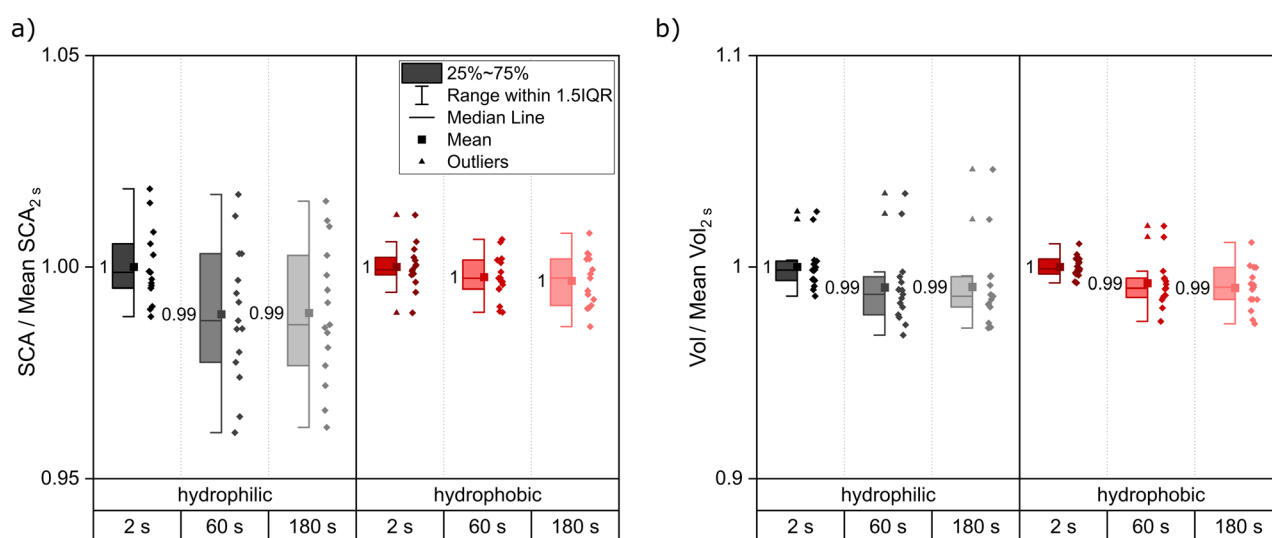 a)
1.05
1.00
0.95
SCA / Mean SCA2 s
25%~75%
Range within 1.5IQR
Median Line
Mean
Outliers
1
0.99
0.99
1
1
1
hydrophilic
hydrophobic
2 s
60 s
180 s
2 s
60 s
180 s
b)
1.1
1
0.9
Vol / Mean Vol2 s
1
0.99
0.99
1
0.99
0.99
hydrophilic
hydrophobic
2 s
60 s
180 s
2 s
60 s
180 s